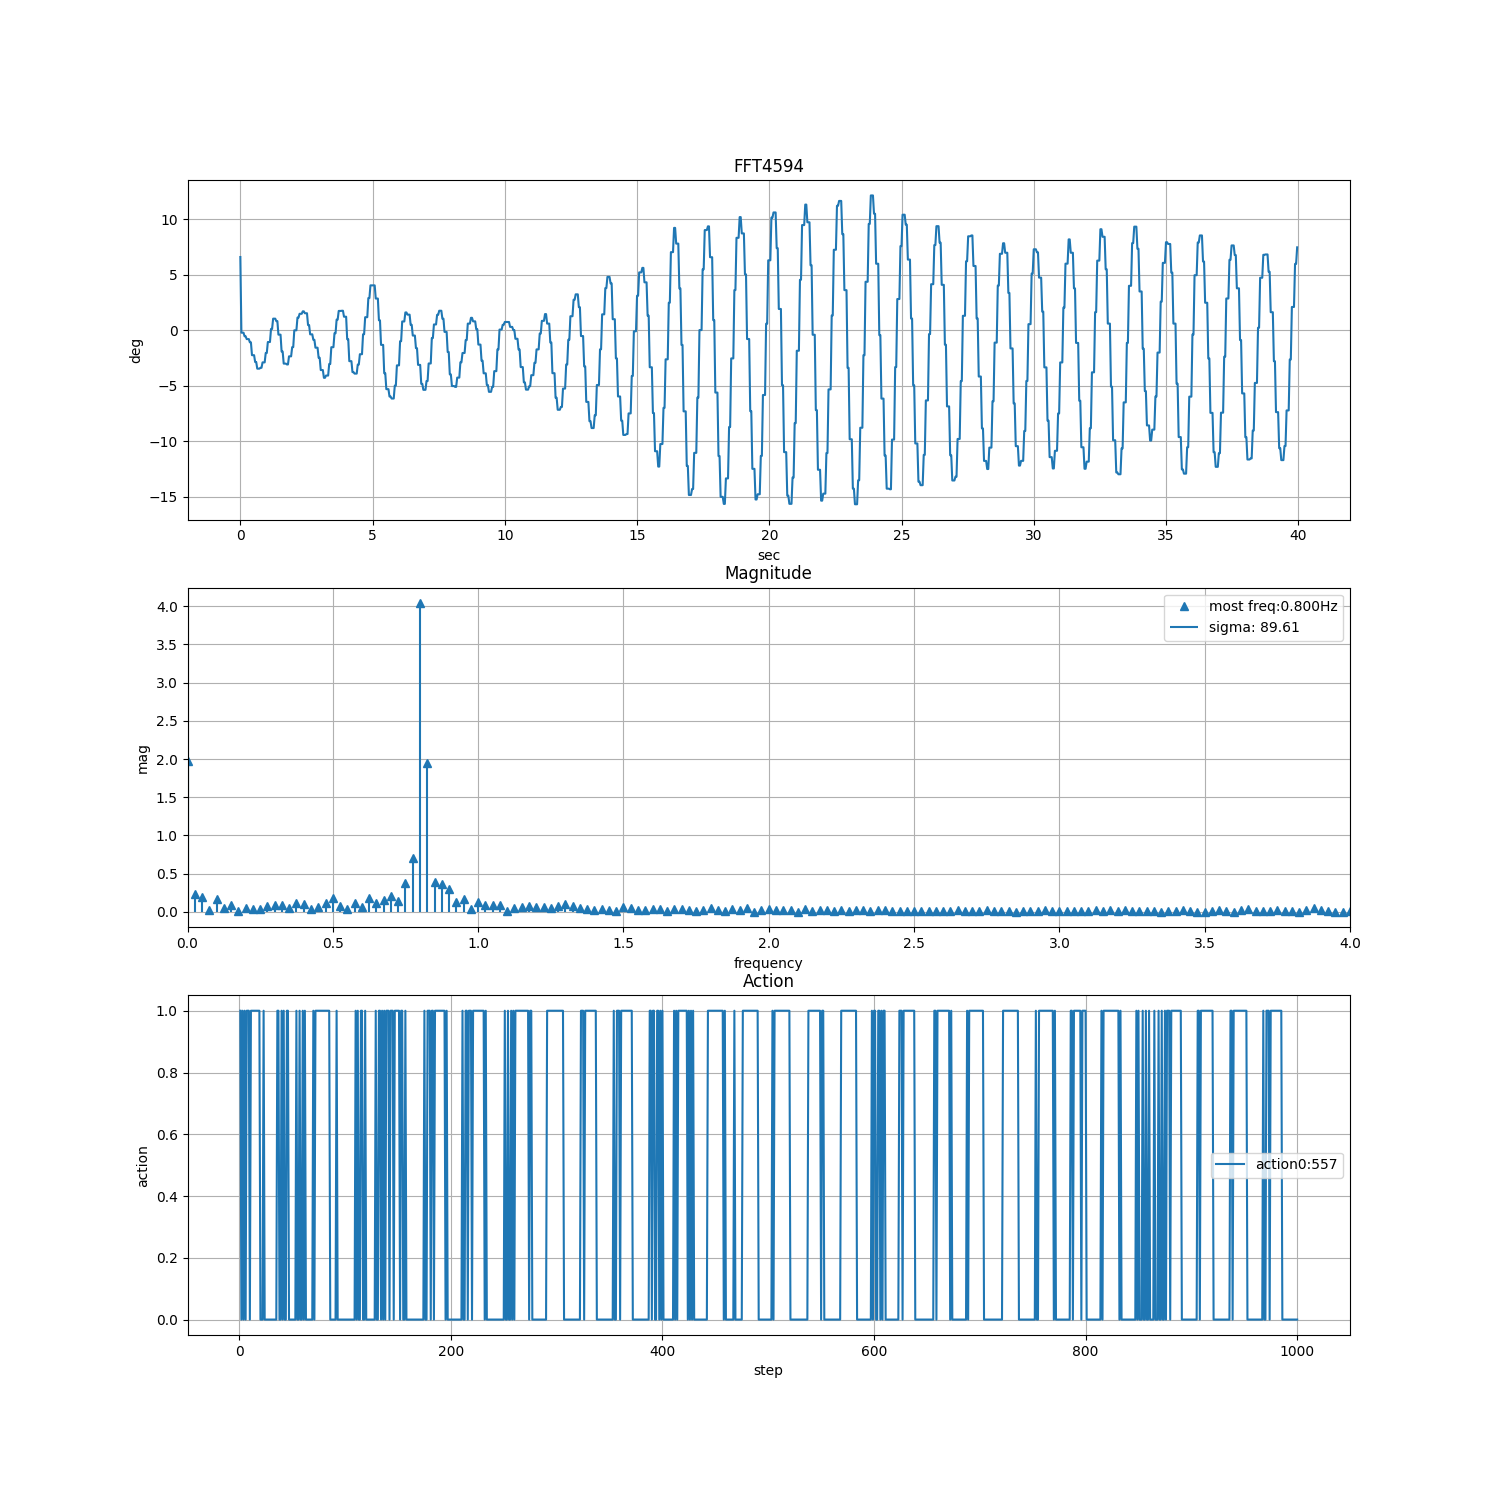 FFT4594
10
5
0
−5
−10
−15
deg
0 5 10 15 20 25 30 35 40
sec
Magnitude
4.0
3.5
3.0
2.5
2.0
1.5
1.0
0.5
0.0
mag
most freq:0.800Hz
sigma: 89.61
0.0 0.5 1.0 1.5 2.0 2.5 3.0 3.5 4.0
frequency
Action
1.0
0.8
0.6
0.4
0.2
0.0
action
action0:557
0 200 400 600 800 1000
step